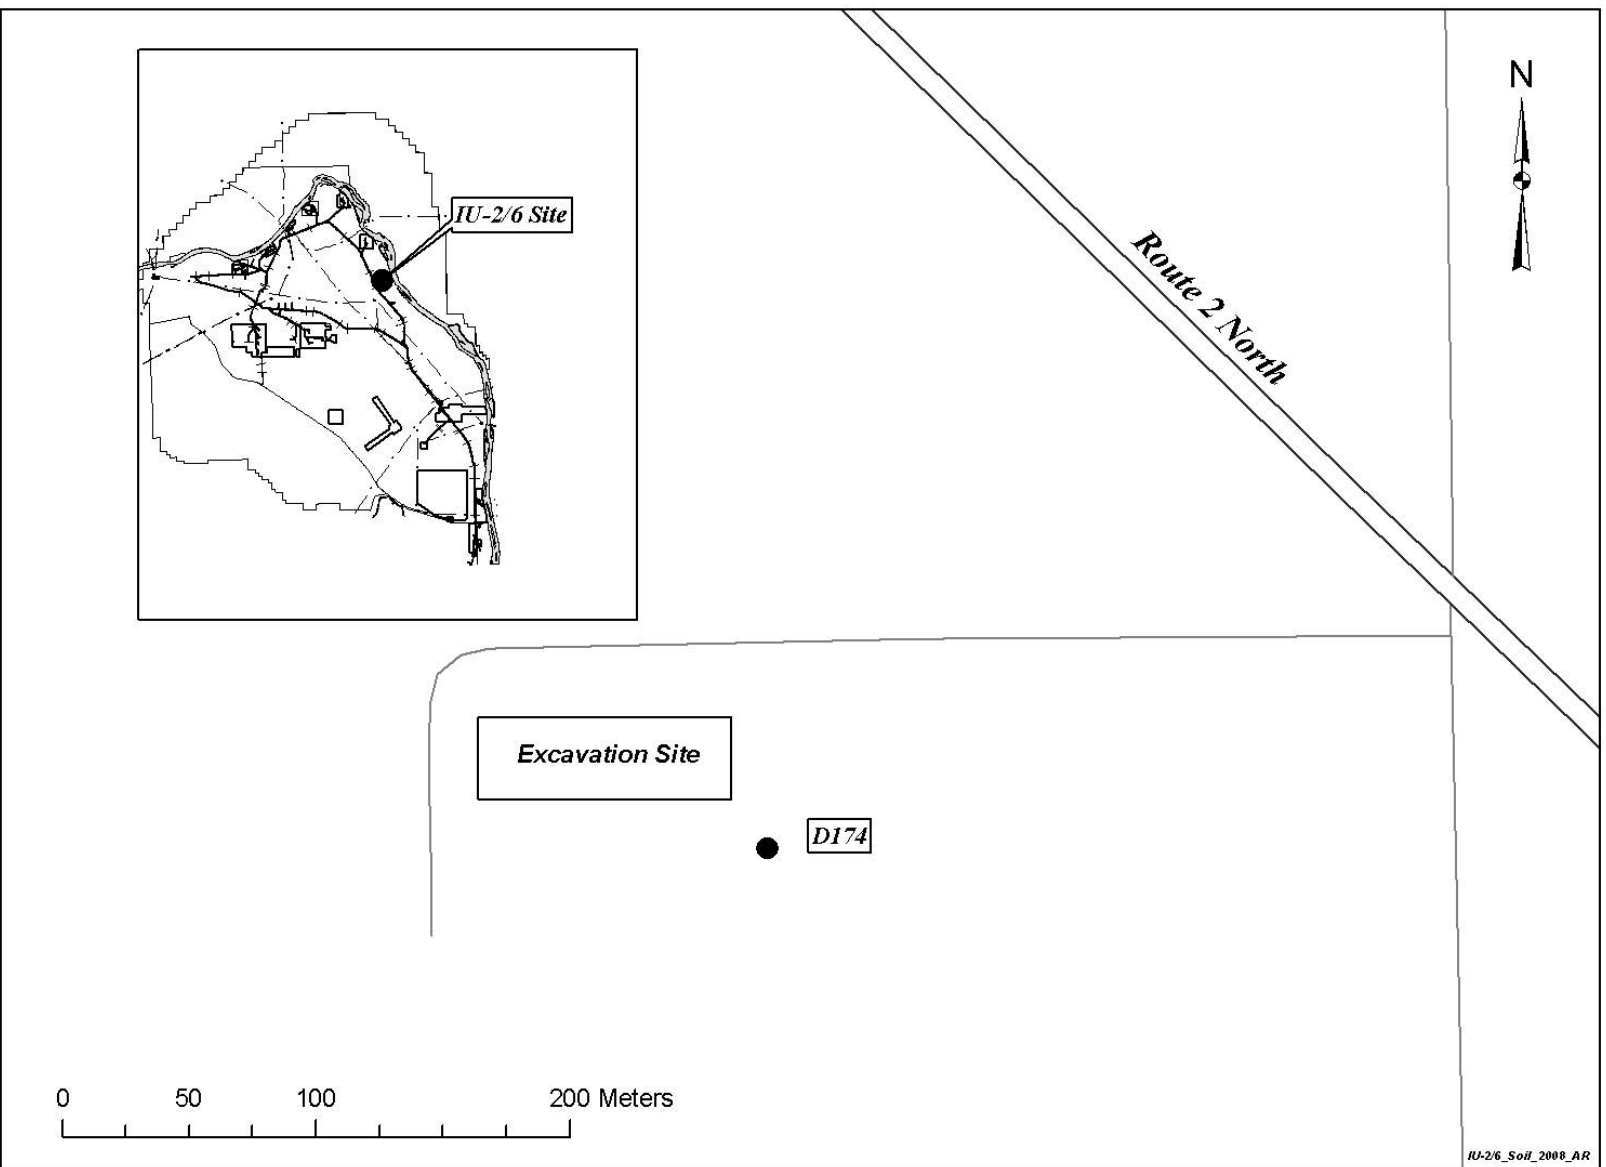 N
IU-2/6 Site
Route 2 North
Excavation Site
D174
0 50 100 200 Meters
IU-2/6_Soil_2008_AR